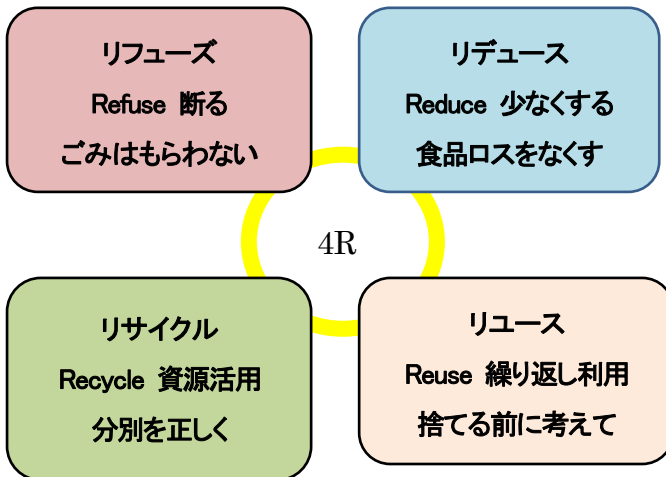 リフューズ
Refuse 断る
ごみはもらわない
リデュース
Reduce 少なくする
食品ロスをなくす
4R
リサイクル
Recycle 資源活用
分別を正しく
リユース
Reuse 繰り返し利用
捨てる前に考えて